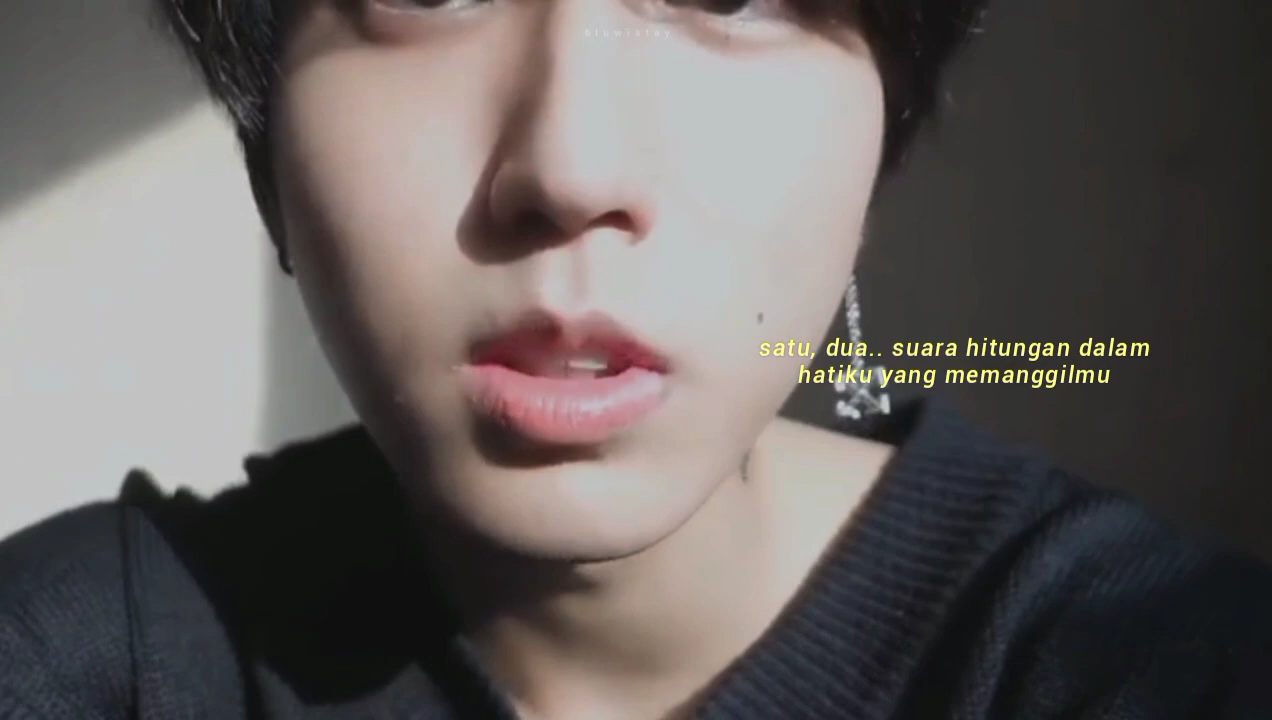 satu, dua.. suara hitungan dalam
hatiku yang memanggilmu